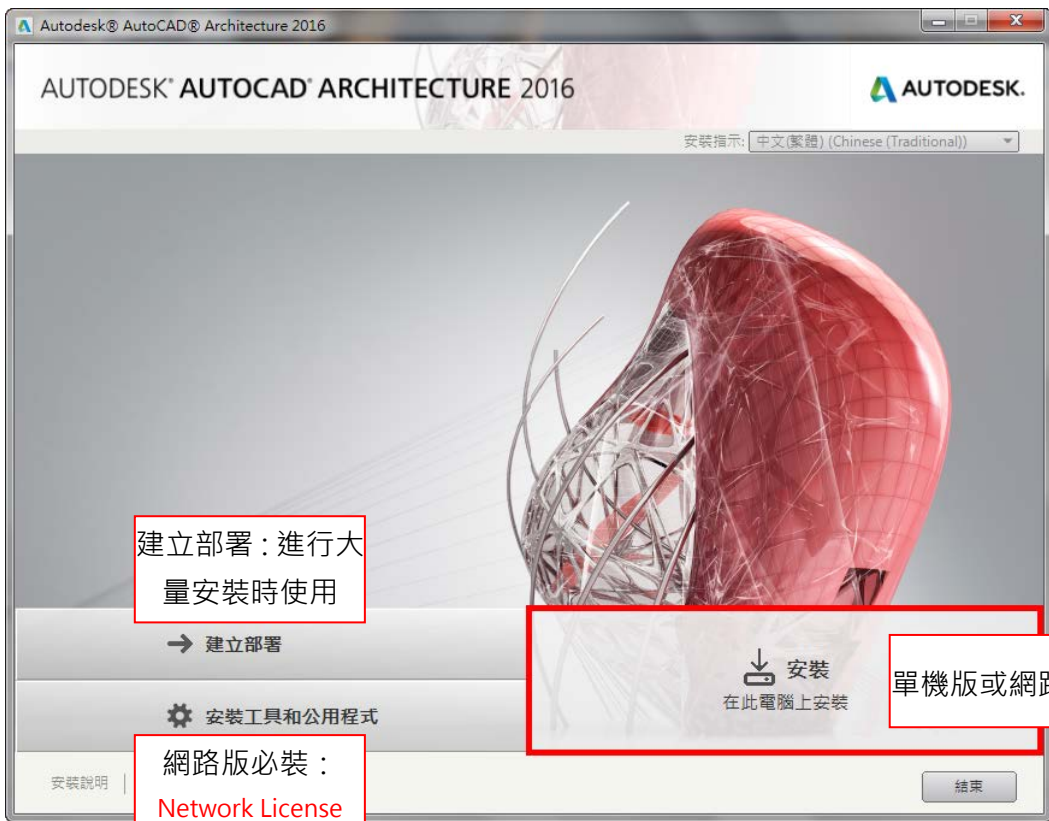 Autodesk® AutoCAD® Architecture 2016
AUTODESK® AUTOCAD® ARCHITECTURE 2016
AUTODESK.
安裝指示: 中文(繁體) (Chinese (Traditional))
建立部署：進行大
量安裝時使用
建立部署
安裝
在此電腦上安裝
單機版或網
安裝工具和公用程式
網路版必裝：
Network License
安裝說明
結束